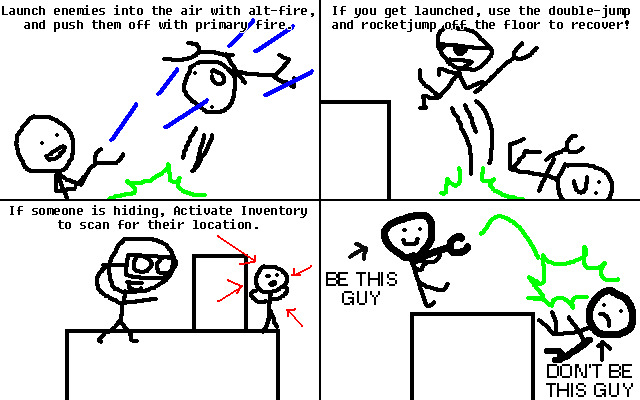 Launch enemies into the air with alt-fire,
and push them off with primary fire.
If you get launched, use the double-jump
and rocketjump off the floor to recover!
If someone is hiding, Activate Inventory
to scan for their location.
BE THIS
GUY
DON'T BE
THIS GUY